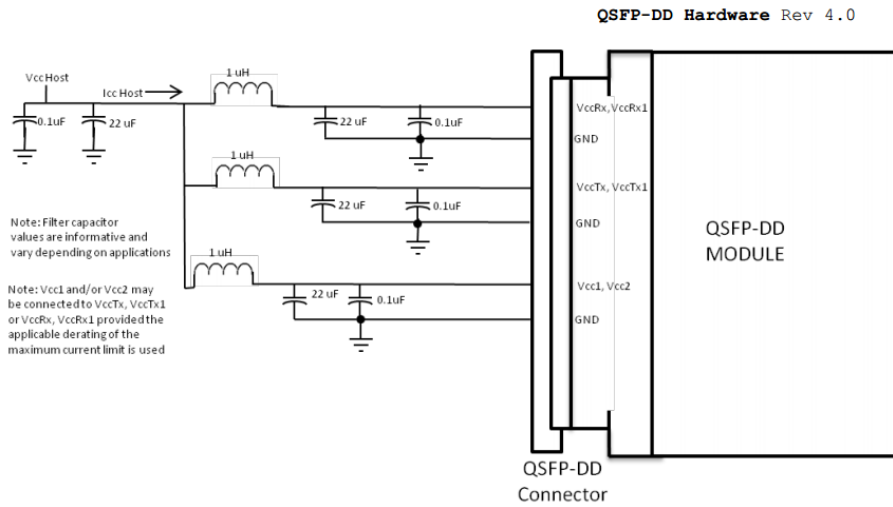 QSFP-DD Hardware Rev 4.0
Vcc Host
Icc Host
1 uH
0.1uF
22 uF
22 uF
0.1uF
VccRx, VccRx1
GND
1 uH
22 uF
0.1uF
VccTx, VccTx1
GND
Note: Filter capacitor
values are informative and
vary depending on applications
1 uH
22 uF
0.1uF
Vcc1, Vcc2
GND
Note: Vcc1 and/or Vcc2 may
be connected to VccTx, VccTx1
or VccRx, VccRx1 provided the
applicable derating of the
maximum current limit is used
QSFP-DD
MODULE
QSFP-DD
Connector